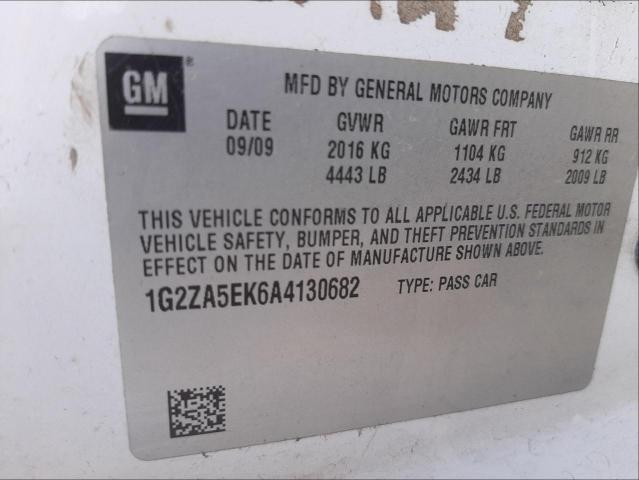 GM ®
MFD BY GENERAL MOTORS COMPANY
DATE GVWR GAWR FRT GAWR RR
09/09 2016 KG 1104 KG 912 KG
4443 LB 2434 LB 2009 LB
THIS VEHICLE CONFORMS TO ALL APPLICABLE U.S. FEDERAL MOTOR
VEHICLE SAFETY, BUMPER, AND THEFT PREVENTION STANDARDS IN
EFFECT ON THE DATE OF MANUFACTURE SHOWN ABOVE.
1G2ZA5EK6A4130682 TYPE: PASS CAR